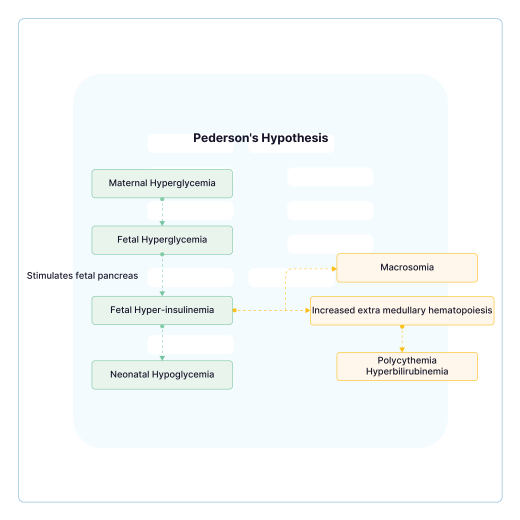 Pederson's Hypothesis
Maternal Hyperglycemia
Fetal Hyperglycemia
Stimulates fetal pancreas
Fetal Hyper-insulinemia
Neonatal Hypoglycemia
Macrosomia
Increased extra medullary hematopoiesis
Polycythemia
Hyperbilirubinemia